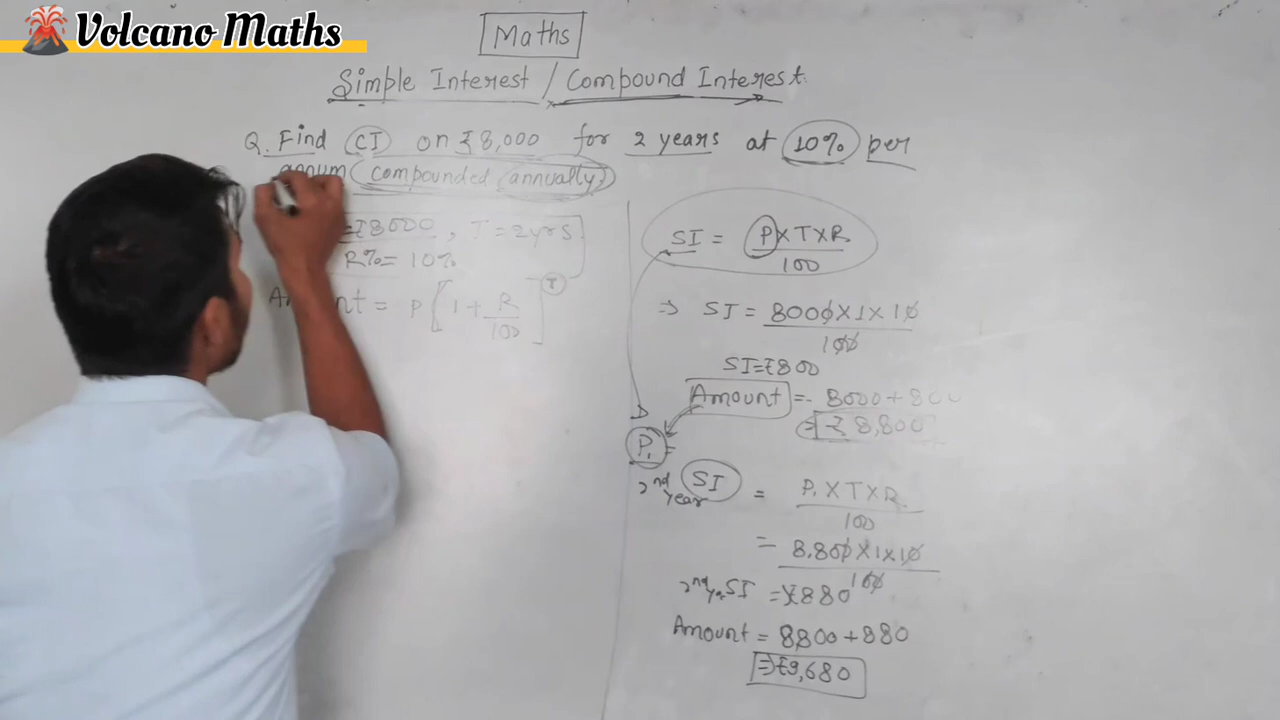 Volcano Maths
Maths
Simple Interest / Compound Interest
Q. Find CI on ₹8,000 for 2 years at 10% per
annum (compounded (annually))
=₹8000, T=2yrs
R%= 10%
Amount = P[1+R/100]^T
SI = P×T×R/100
⇒ SI = 8000×1×10/100
SI=₹800
Amount = 8000+800
⇒ ₹8,800
P₁ =
2nd year SI = P₁×T×R/100
= 8,800×1×10/100
2nd yr SI = ₹880
Amount = 8800+880
⇒ ₹9,680